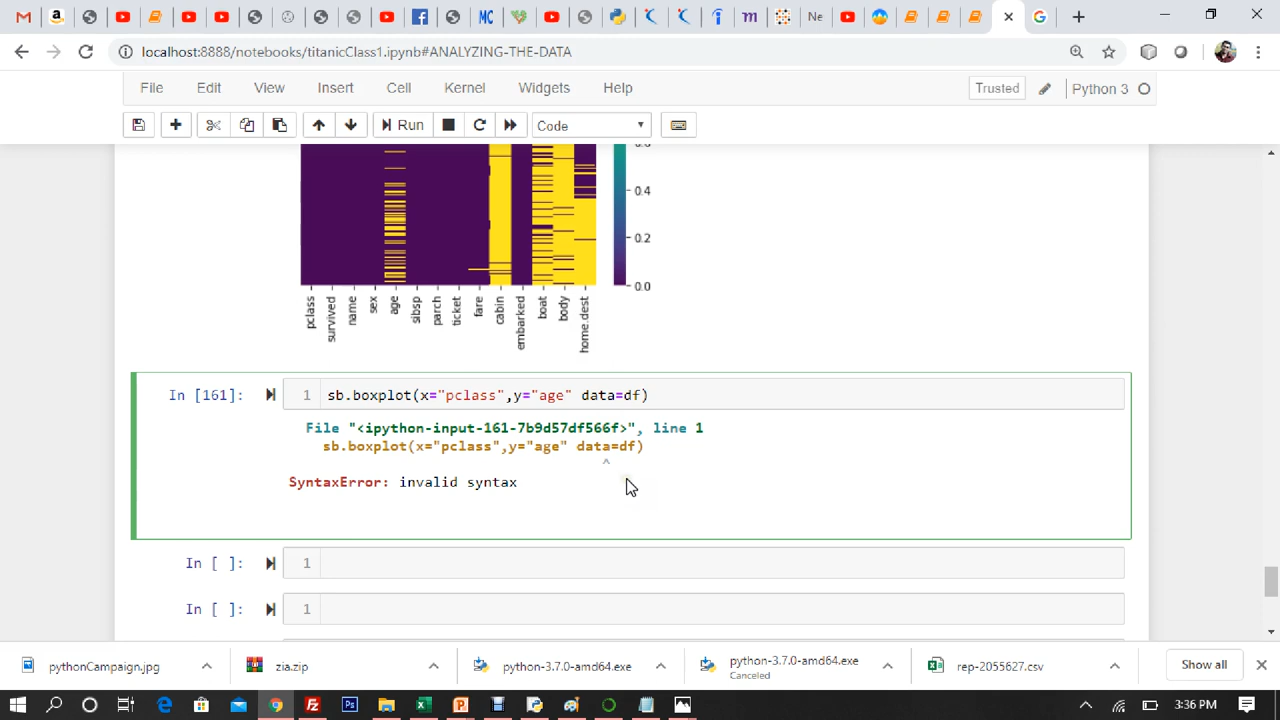 MC
Ne
localhost:8888/notebooks/titanicClass1.ipynb#ANALYZING-THE-DATA
File Edit View Insert Cell Kernel Widgets Help Trusted Python 3
Run Code
0.4
0.2
0.0
pclass
survived
name
sex
age
sibsp
parch
ticket
fare
cabin
embarked
boat
body
home.dest
In [161]: 1 sb.boxplot(x="pclass",y="age" data=df)
File "<ipython-input-161-7b9d57df566f>", line 1
sb.boxplot(x="pclass",y="age" data=df)
^
SyntaxError: invalid syntax
In [ ]: 1
In [ ]: 1
pythonCampaign.jpg zia.zip python-3.7.0-amd64.exe python-3.7.0-amd64.exe rep-2055627.csv Show all
Canceled
3:36 PM